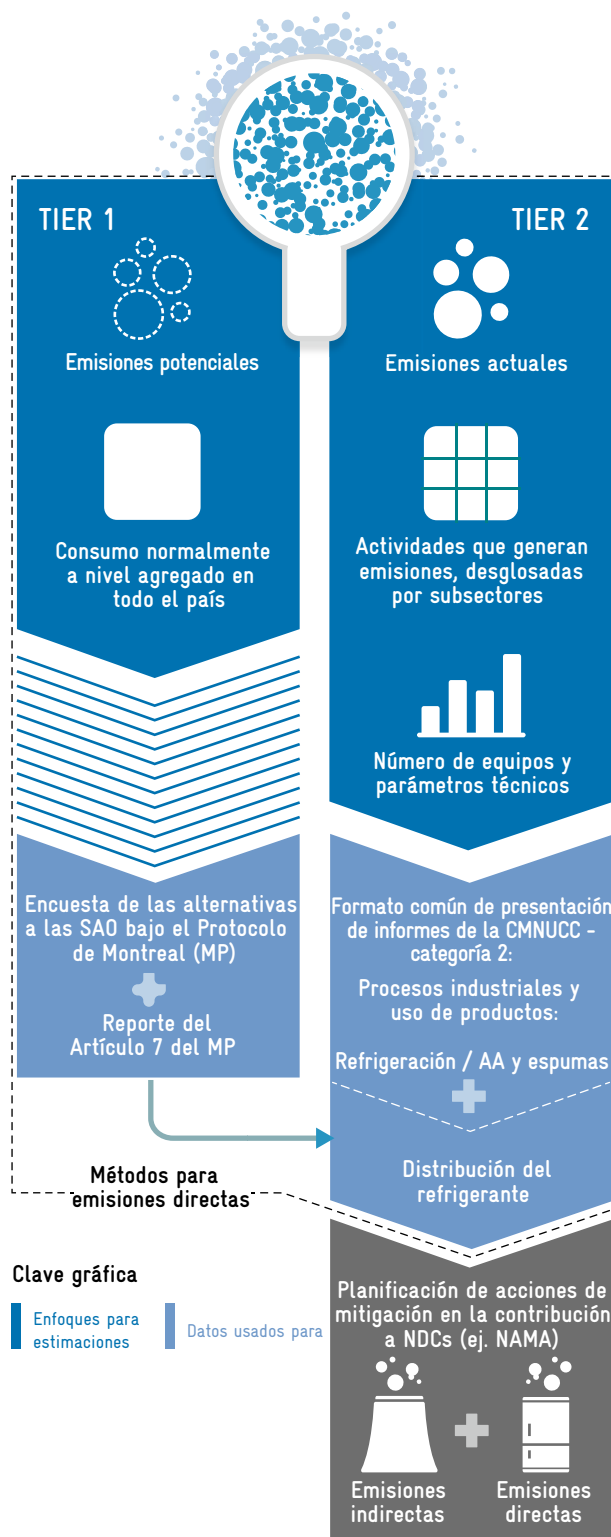 TIER 1
Emisiones potenciales
Consumo normalmente
a nivel agregado en
todo el país
Encuesta de las alternativas
a las SAO bajo el Protocolo
de Montreal (MP)
Reporte del
Artículo 7 del MP
TIER 2
Emisiones actuales
Actividades que generan
emisiones, desglosadas
por subsectores
Número de equipos y
parámetros técnicos
Formato común de presentación
de informes de la CMNUCC -
categoría 2:
Procesos industriales y
uso de productos:
Refrigeración / AA y espumas
Distribución del
refrigerante
Métodos para
emisiones directas
Planificación de acciones de
mitigación en la contribución
a NDCs (ej. NAMA)
Emisiones
indirectas
Emisiones
directas
Clave gráfica
Enfoques para
estimaciones
Datos usados para